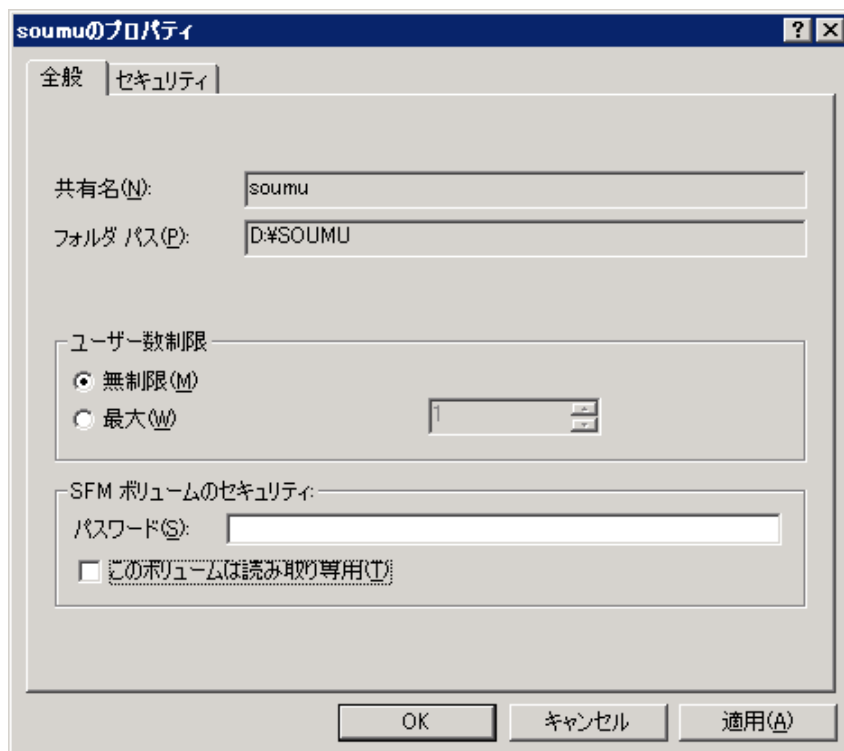 soumuのプロパティ
全般 セキュリティ
共有名(N): soumu
フォルダ パス(P): D:¥SOUMU
ユーザー数制限
無制限(M)
最大(W) 1
SFM ボリュームのセキュリティ:
パスワード(S):
このボリュームは読み取り専用(T)
OK キャンセル 適用(A)